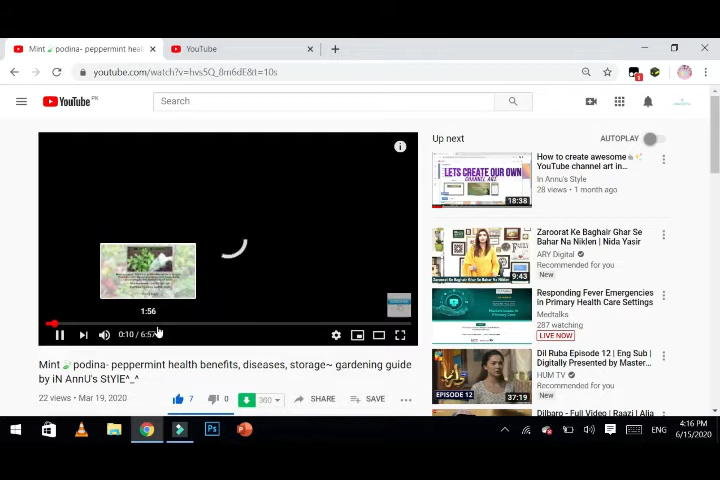 Mint🍃podina- peppermint heal
YouTube
youtube.com/watch?v=hvs5Q_8m6dE&t=10s
1
YouTube PK
Search
Up next
AUTOPLAY
1:56
0:10 / 6:57
Mint🍃podina- peppermint health benefits, diseases, storage~ gardening guide
by iN AnnU's StYlE^_^
22 views • Mar 19, 2020
7
0
360
SHARE
SAVE
LETS CREATE OUR OWN
CHANNEL ART
18:38
How to create awesome👏✨
YouTube channel art in...
In Annu's Style
28 views • 1 month ago
9:43
Zaroorat Ke Baghair Ghar Se
Bahar Na Niklen | Nida Yasir
ARY Digital
Recommended for you
New
Responding Fever Emergencies
in Primary Health Care Settings
Medtalks
287 watching
LIVE NOW
EPISODE 12
37:19
Dil Ruba Episode 12 | Eng Sub |
Digitally Presented by Master...
HUM TV
Recommended for you
New
Dilbaro - Full Video | Raazi | Alia
Ps
ENG
4:16 PM
6/15/2020